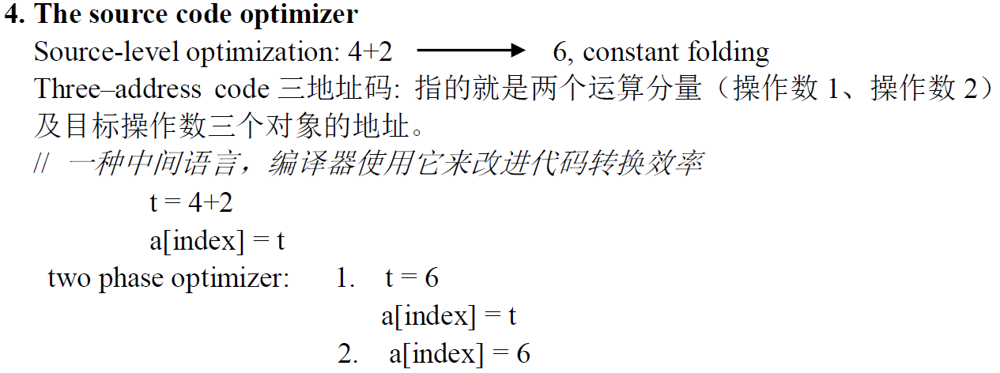 4. The source code optimizer
Source-level optimization: 4+2 → 6, constant folding
Three–address code 三地址码: 指的就是两个运算分量（操作数 1、操作数 2）
及目标操作数三个对象的地址。
// 一种中间语言，编译器使用它来改进代码转换效率
t = 4+2
a[index] = t
two phase optimizer: 1. t = 6
a[index] = t
2. a[index] = 6